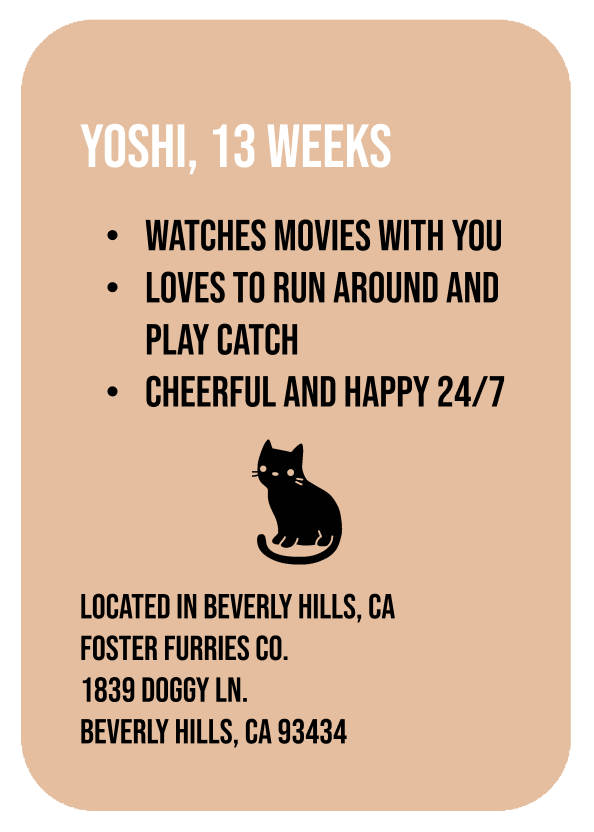 YOSHI, 13 WEEKS
• WATCHES MOVIES WITH YOU
• LOVES TO RUN AROUND AND
PLAY CATCH
• CHEERFUL AND HAPPY 24/7
LOCATED IN BEVERLY HILLS, CA
FOSTER FURRIES CO.
1839 DOGGY LN.
BEVERLY HILLS, CA 93434